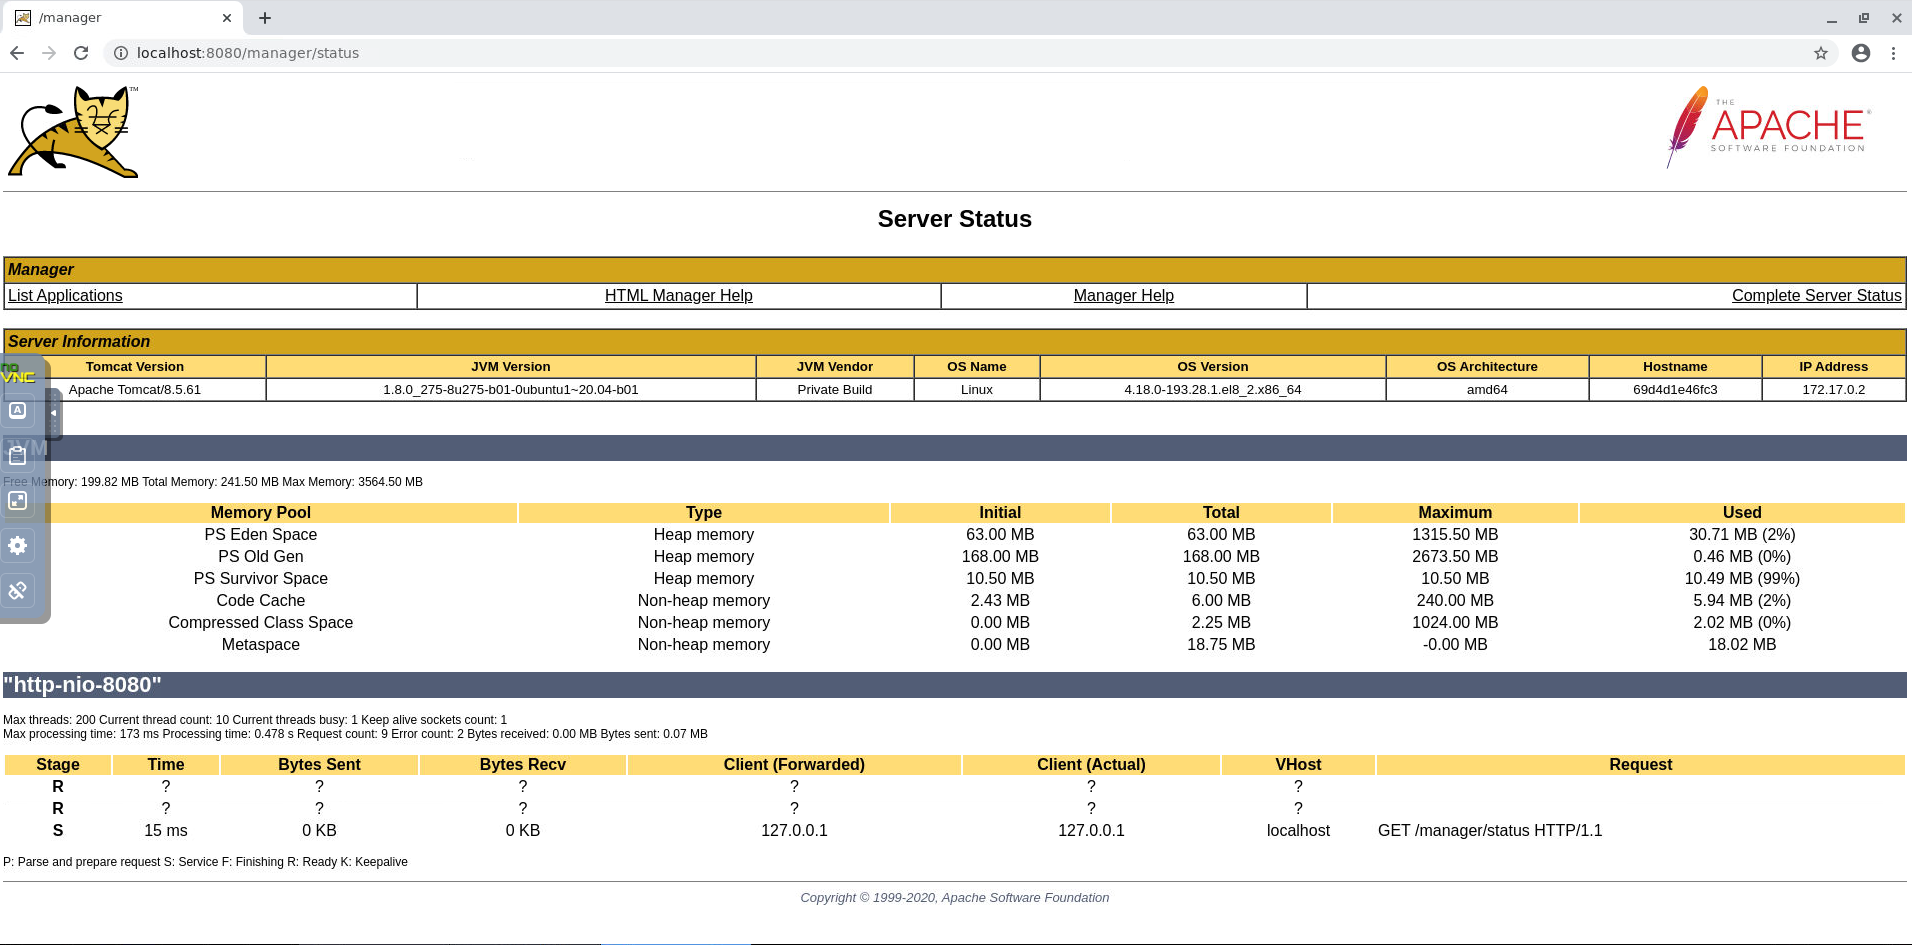 /manager
localhost:8080/manager/status
TM
THE
APACHE
SOFTWARE FOUNDATION
Server Status
Manager
List Applications HTML Manager Help Manager Help Complete Server Status
Server Information
Tomcat Version JVM Version JVM Vendor OS Name OS Version OS Architecture Hostname IP Address
Apache Tomcat/8.5.61 1.8.0_275-8u275-b01-0ubuntu1~20.04-b01 Private Build Linux 4.18.0-193.28.1.el8_2.x86_64 amd64 69d4d1e46fc3 172.17.0.2
no
VNC
A
JVM
Free Memory: 199.82 MB Total Memory: 241.50 MB Max Memory: 3564.50 MB
Memory Pool Type Initial Total Maximum Used
PS Eden Space Heap memory 63.00 MB 63.00 MB 1315.50 MB 30.71 MB (2%)
PS Old Gen Heap memory 168.00 MB 168.00 MB 2673.50 MB 0.46 MB (0%)
PS Survivor Space Heap memory 10.50 MB 10.50 MB 10.50 MB 10.49 MB (99%)
Code Cache Non-heap memory 2.43 MB 6.00 MB 240.00 MB 5.94 MB (2%)
Compressed Class Space Non-heap memory 0.00 MB 2.25 MB 1024.00 MB 2.02 MB (0%)
Metaspace Non-heap memory 0.00 MB 18.75 MB -0.00 MB 18.02 MB
"http-nio-8080"
Max threads: 200 Current thread count: 10 Current threads busy: 1 Keep alive sockets count: 1
Max processing time: 173 ms Processing time: 0.478 s Request count: 9 Error count: 2 Bytes received: 0.00 MB Bytes sent: 0.07 MB
Stage Time Bytes Sent Bytes Recv Client (Forwarded) Client (Actual) VHost Request
R ? ? ? ? ? ?
R ? ? ? ? ? ?
S 15 ms 0 KB 0 KB 127.0.0.1 127.0.0.1 localhost GET /manager/status HTTP/1.1
P: Parse and prepare request S: Service F: Finishing R: Ready K: Keepalive
Copyright © 1999-2020, Apache Software Foundation